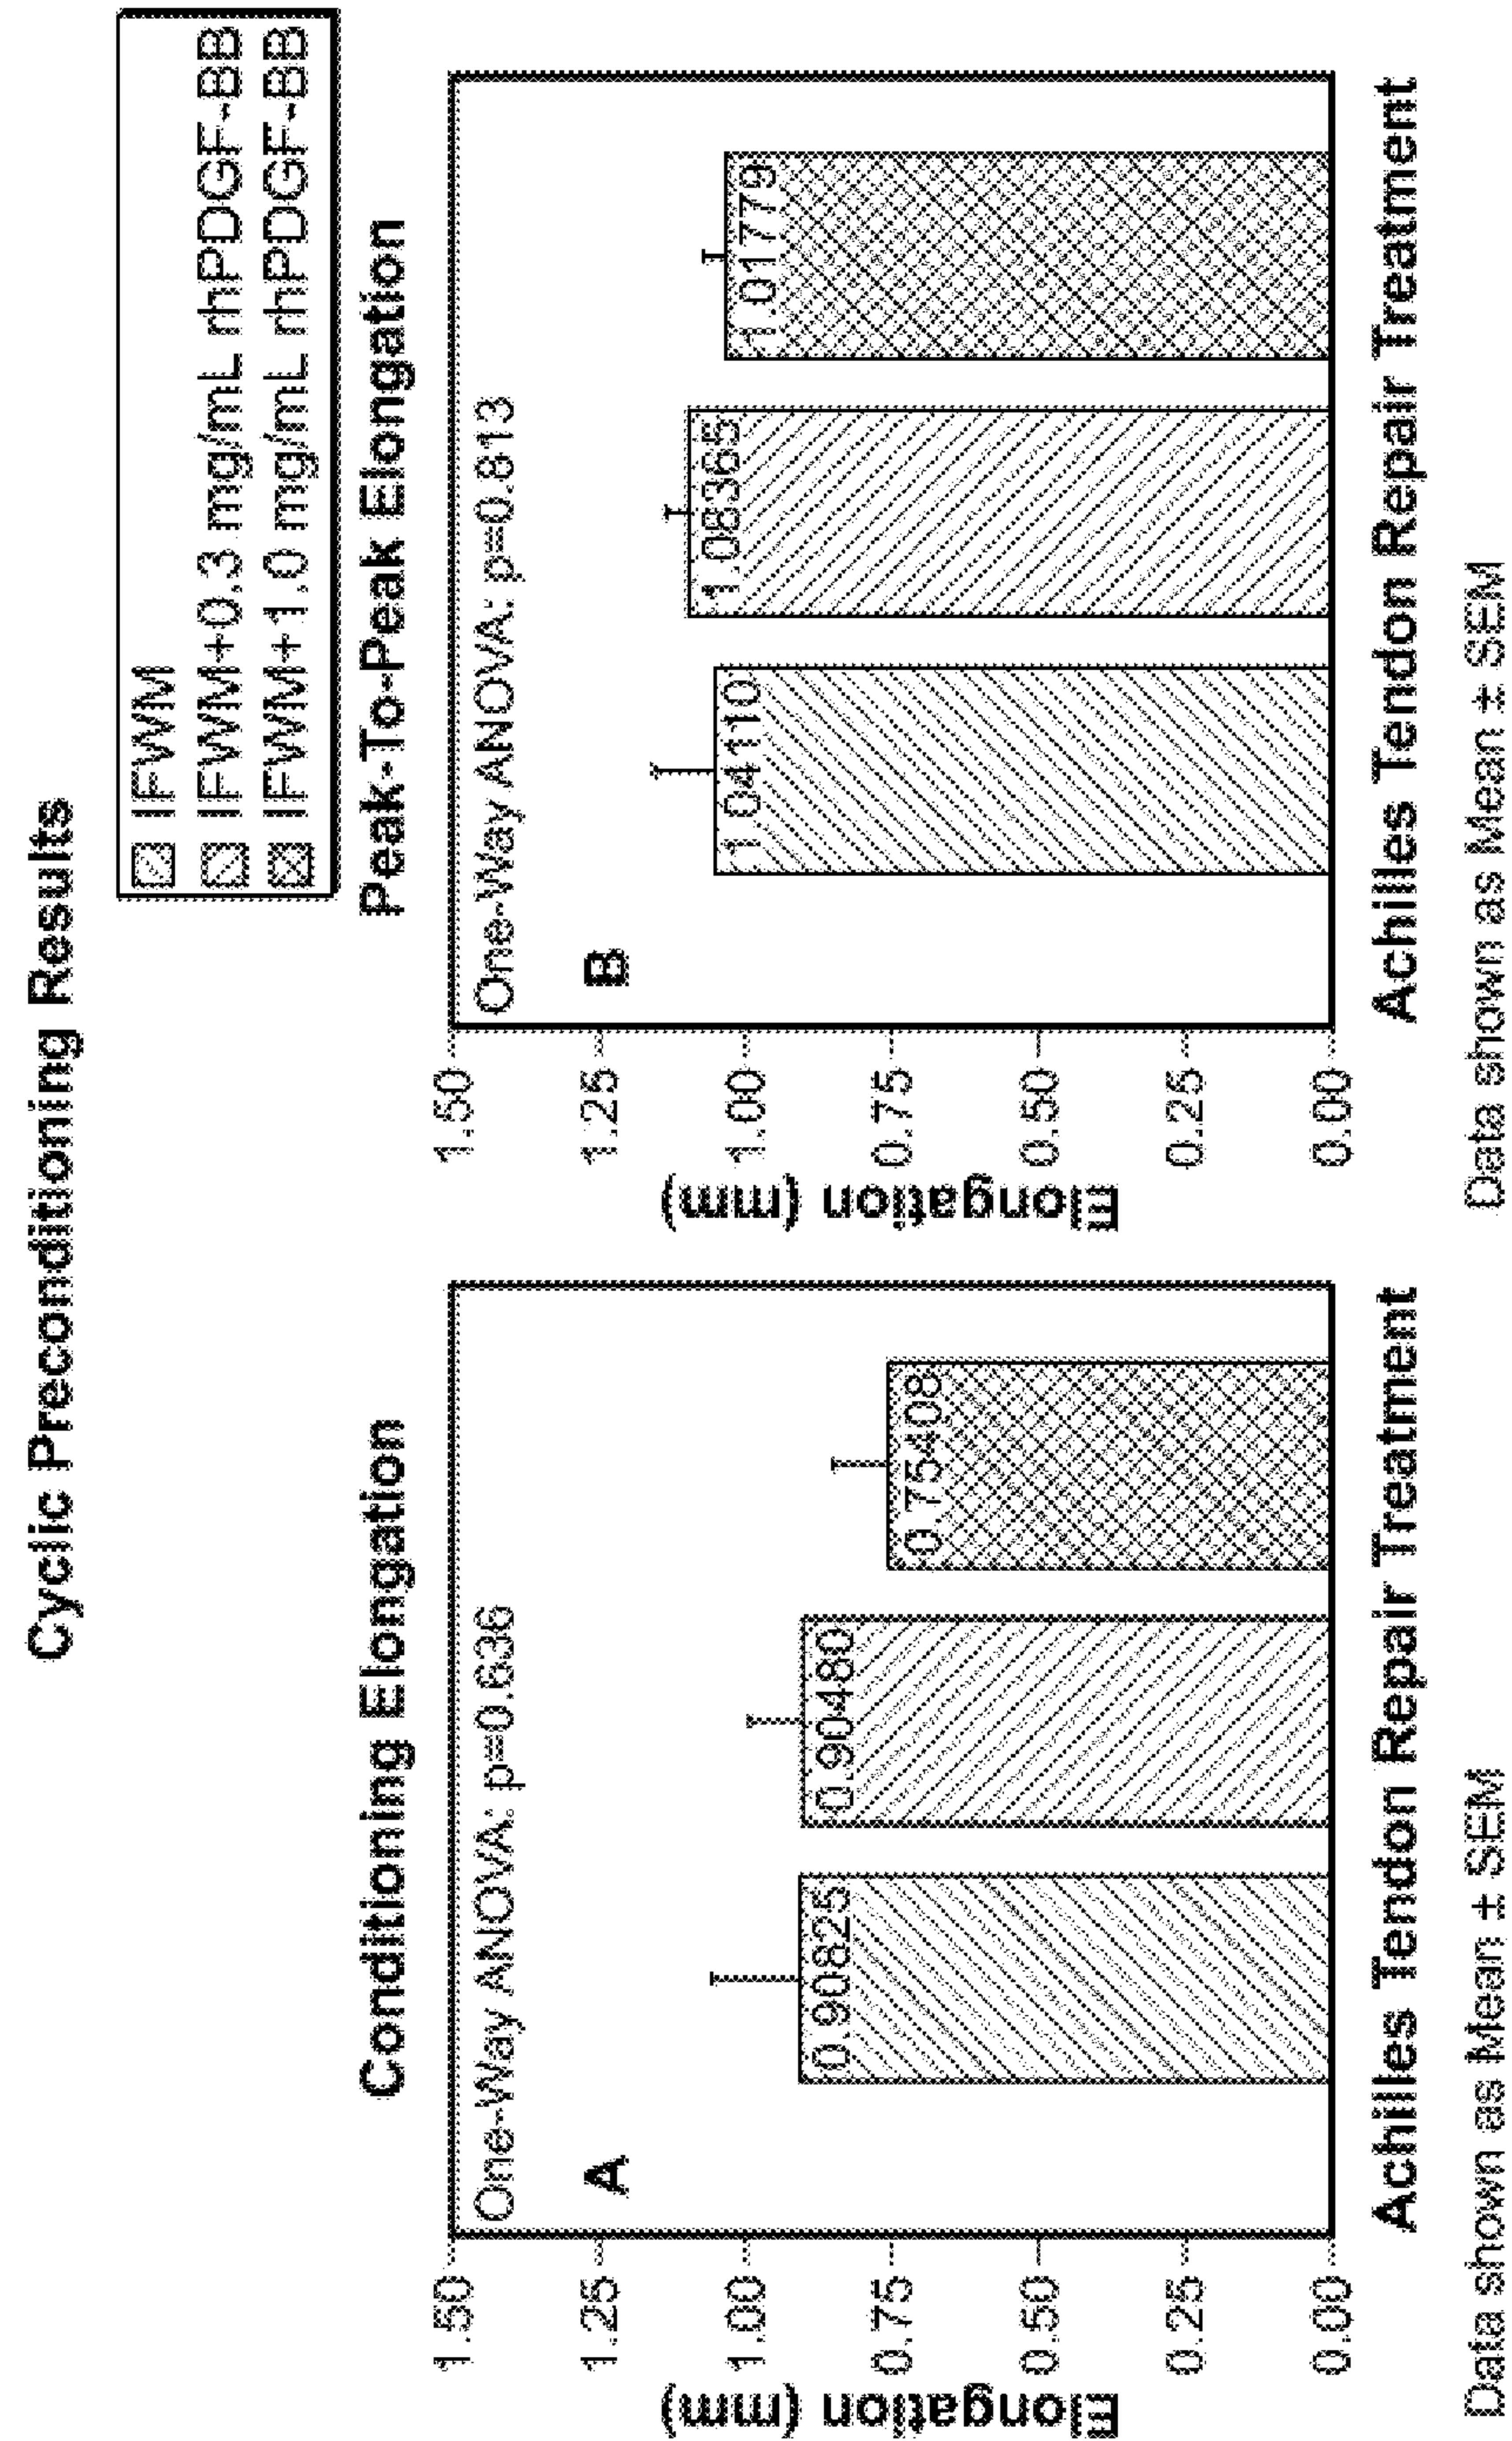 Cyclic Preconditioning Results
IFWM
IFWM+0.3 mg/mL rhPDGF-BB
IFWM+1.0 mg/mL rhPDGF-BB
Conditioning Elongation
One-Way ANOVA: p=0.636
A
Elongation (mm)
1.50
1.25
1.00
0.75
0.50
0.25
0.00
0.90825
0.90480
0.75408
Achilles Tendon Repair Treatment
Data shown as Mean ± SEM
Peak-To-Peak Elongation
One-Way ANOVA: p=0.813
B
Elongation (mm)
1.50
1.25
1.00
0.75
0.50
0.25
0.00
1.04110
1.08365
1.01779
Achilles Tendon Repair Treatment
Data shown as Mean ± SEM